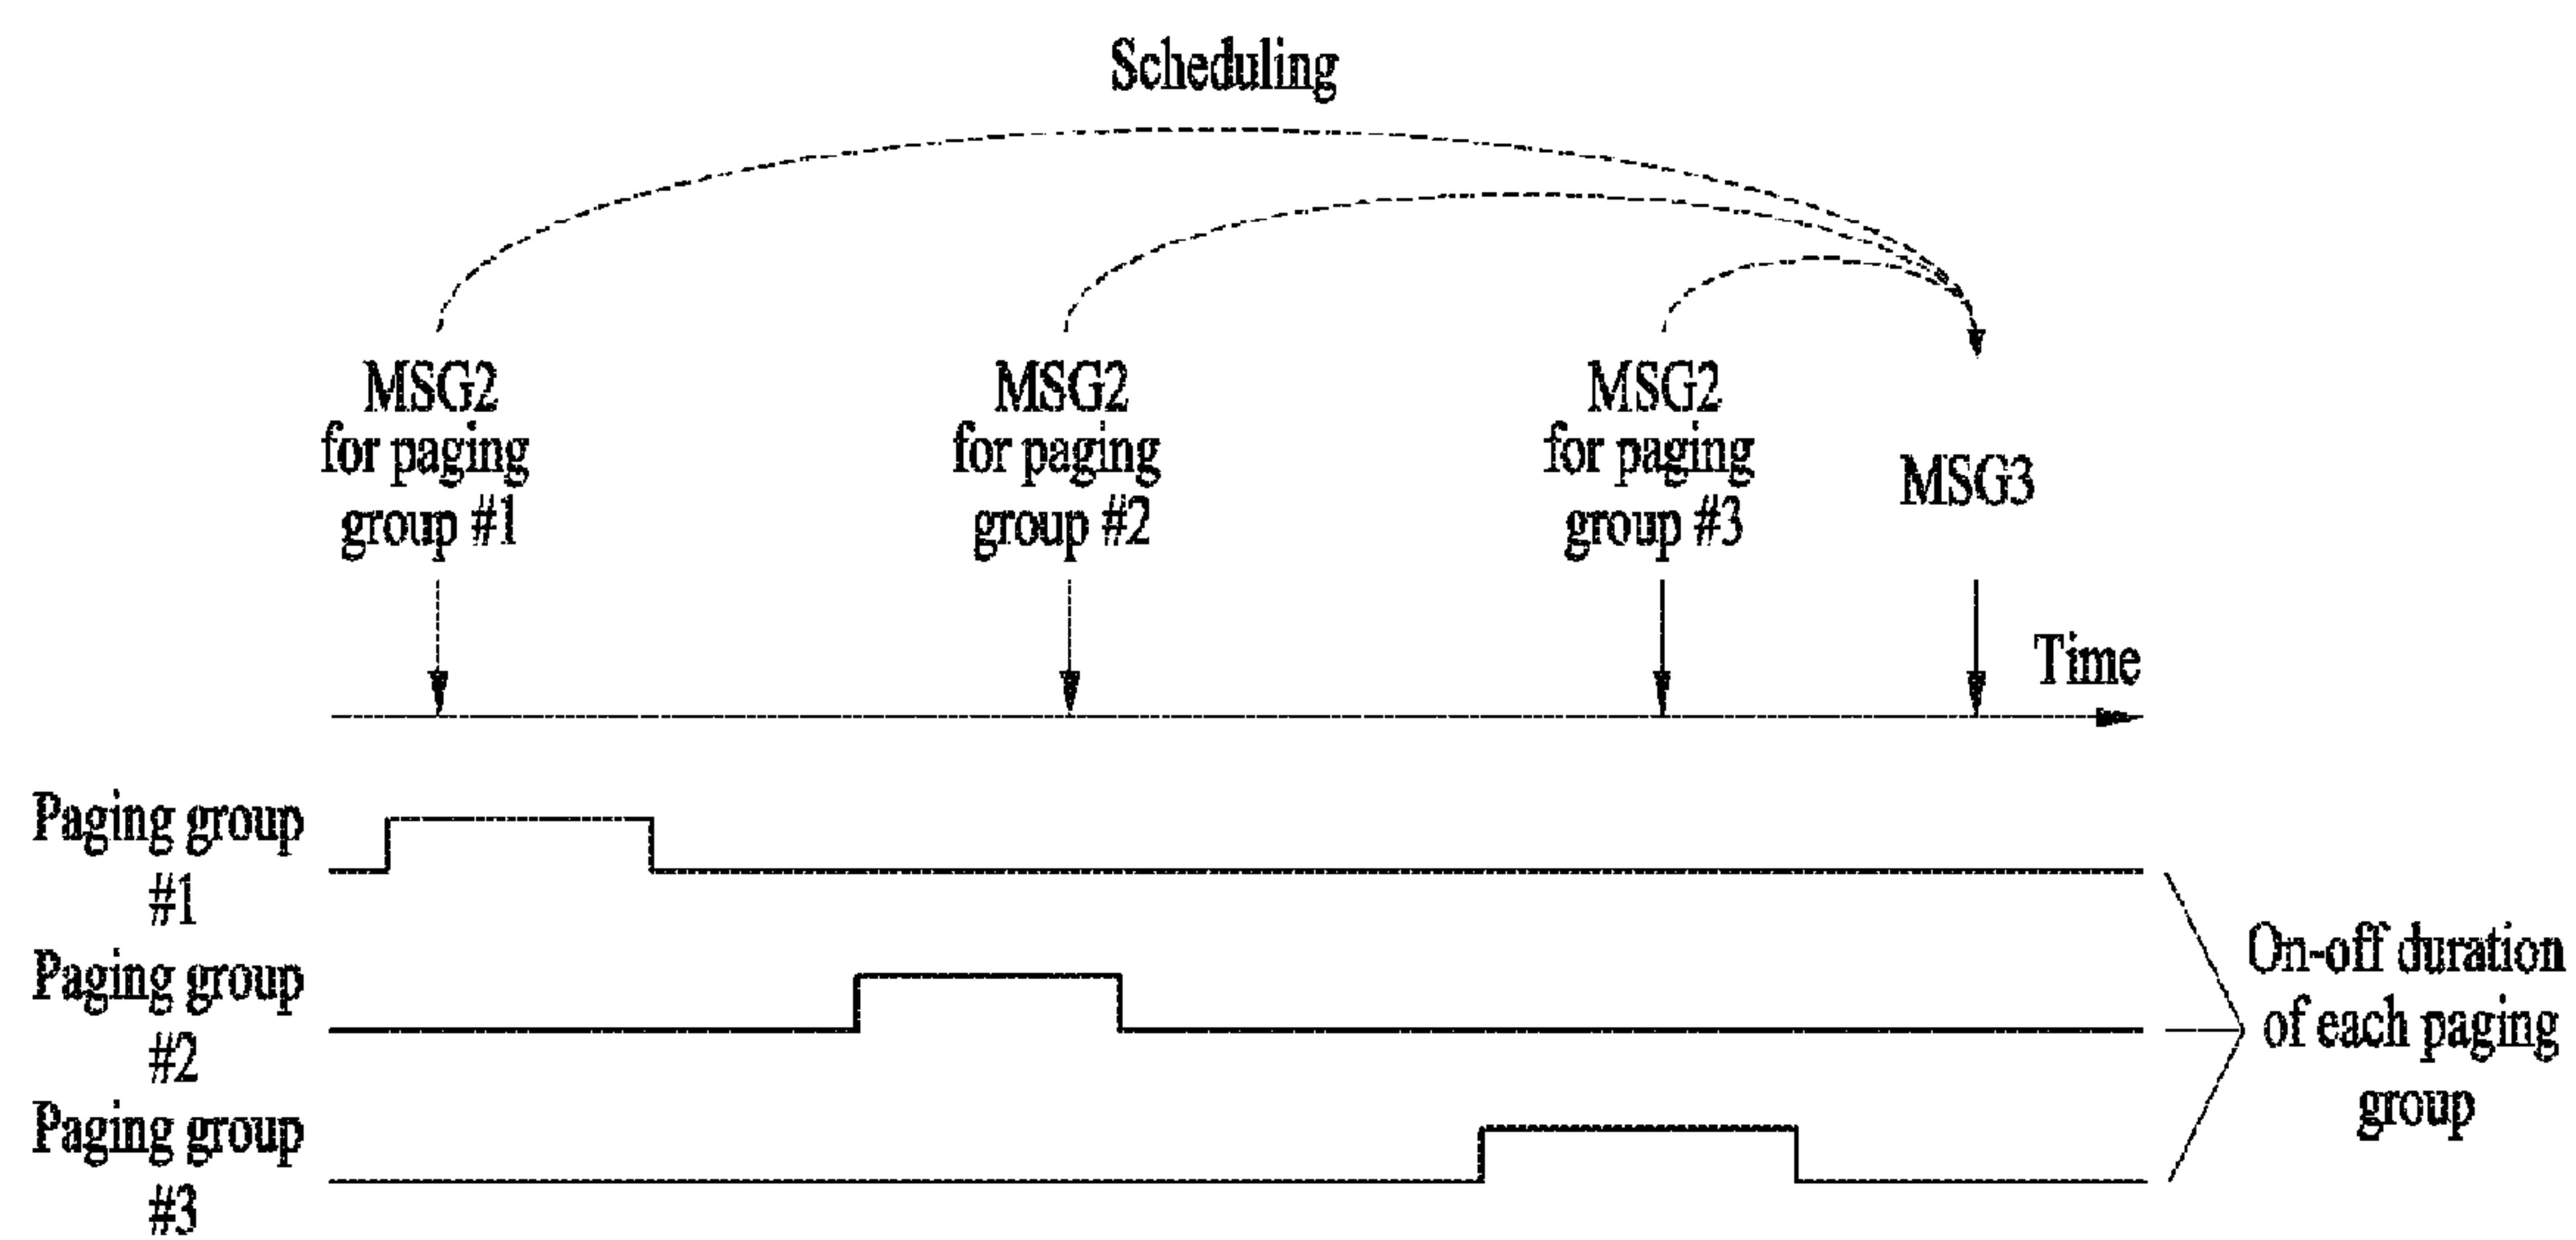 Scheduling
MSG2
for paging
group #1
MSG2
for paging
group #2
MSG2
for paging
group #3
MSG3
Time
Paging group
#1
Paging group
#2
Paging group
#3
On-off duration
of each paging
group